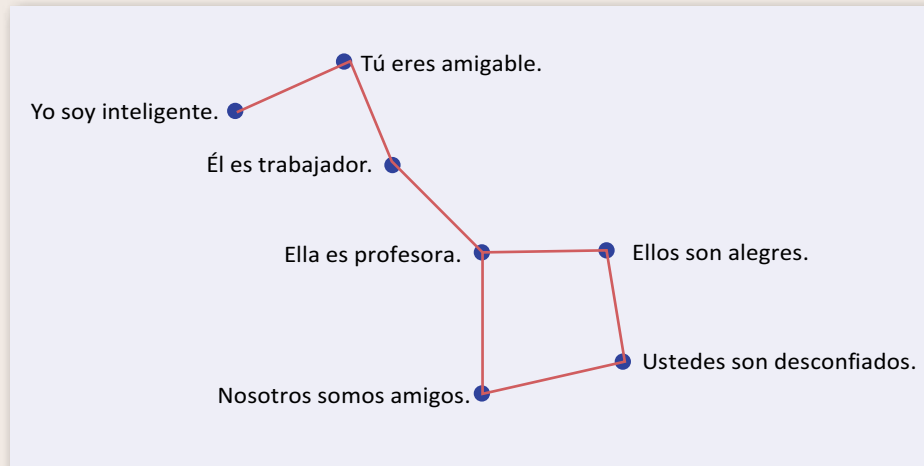 Tú eres amigable.
Yo soy inteligente.
Él es trabajador.
Ella es profesora.
Ellos son alegres.
Ustedes son desconfiados.
Nosotros somos amigos.